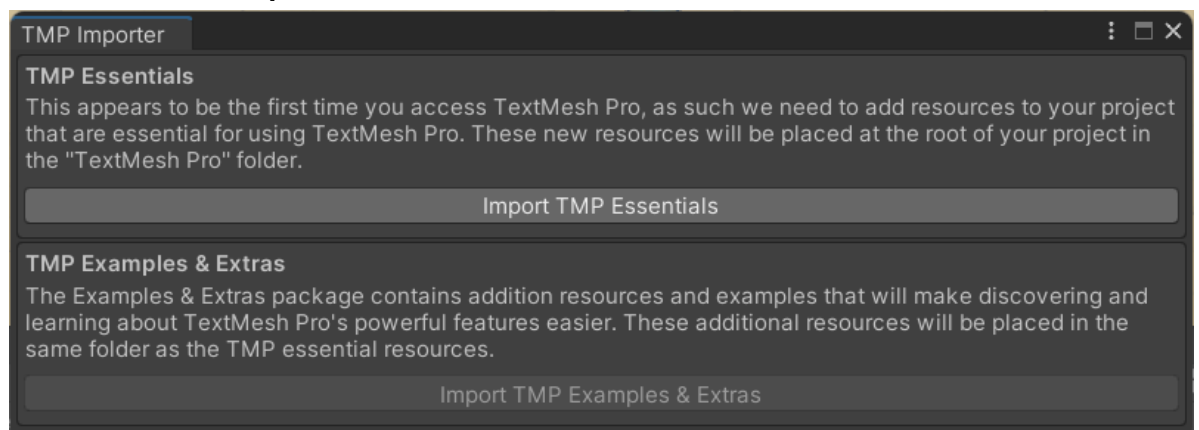 TMP Importer
TMP Essentials
This appears to be the first time you access TextMesh Pro, as such we need to add resources to your project
that are essential for using TextMesh Pro. These new resources will be placed at the root of your project in
the "TextMesh Pro" folder.
Import TMP Essentials
TMP Examples & Extras
The Examples & Extras package contains addition resources and examples that will make discovering and
learning about TextMesh Pro's powerful features easier. These additional resources will be placed in the
same folder as the TMP essential resources.
Import TMP Examples & Extras